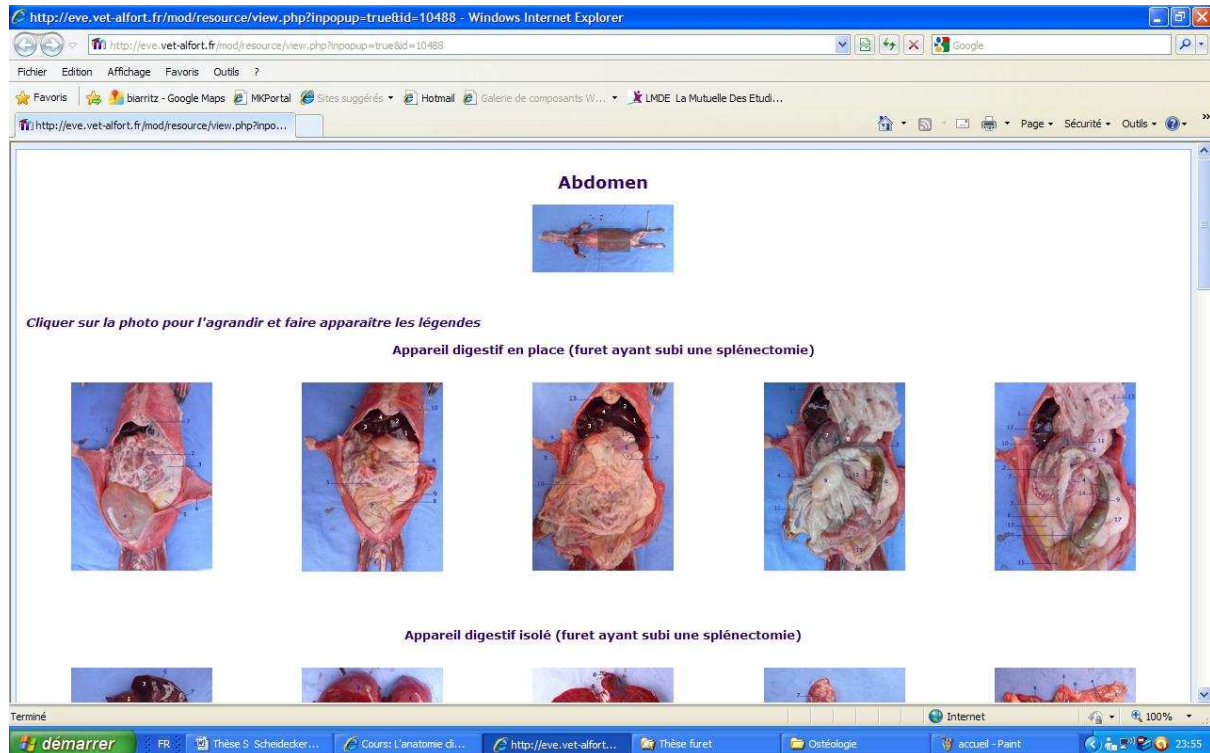 http://eve.vet-alfort.fr/mod/resource/view.php?inpopup=true&id=10488 - Windows Internet Explorer
http://eve.vet-alfort.fr/mod/resource/view.php?inpopup=true&id=10488
Google
Fichier Edition Affichage Favoris Outils ?
Favoris biarritz - Google Maps MKPortal Sites suggérés Hotmail Galerie de composants W... LMDE La Mutuelle Des Etudi...
http://eve.vet-alfort.fr/mod/resource/view.php?inpo... Page Sécurité Outils
Abdomen
Cliquer sur la photo pour l'agrandir et faire apparaître les légendes
Appareil digestif en place (furet ayant subi une splénectomie)
Appareil digestif isolé (furet ayant subi une splénectomie)
Terminé Internet 100%
démarrer FR Thèse S Scheidecker... Cours: L'anatomie di... http://eve.vet-alfort... Thèse furet Ostéologie accueil - Paint 23:55